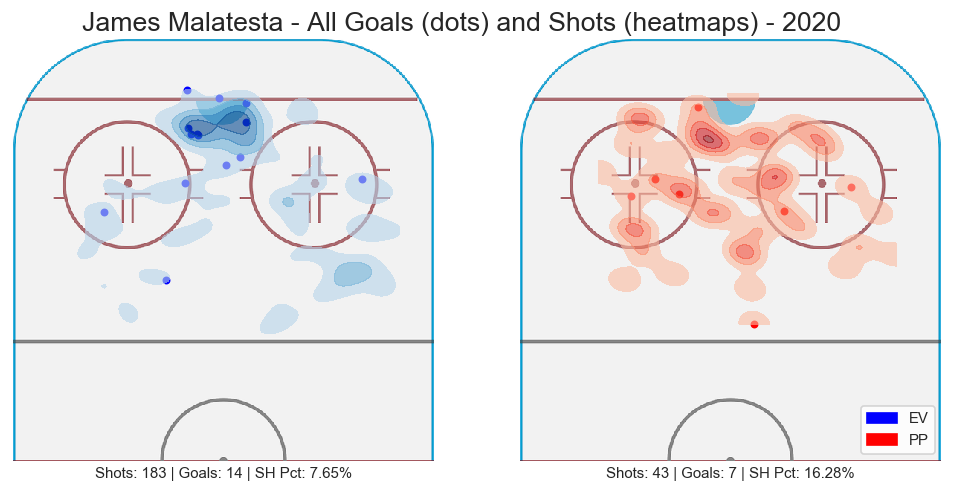 James Malatesta - All Goals (dots) and Shots (heatmaps) - 2020
EV
PP
Shots: 183 | Goals: 14 | SH Pct: 7.65%
Shots: 43 | Goals: 7 | SH Pct: 16.28%